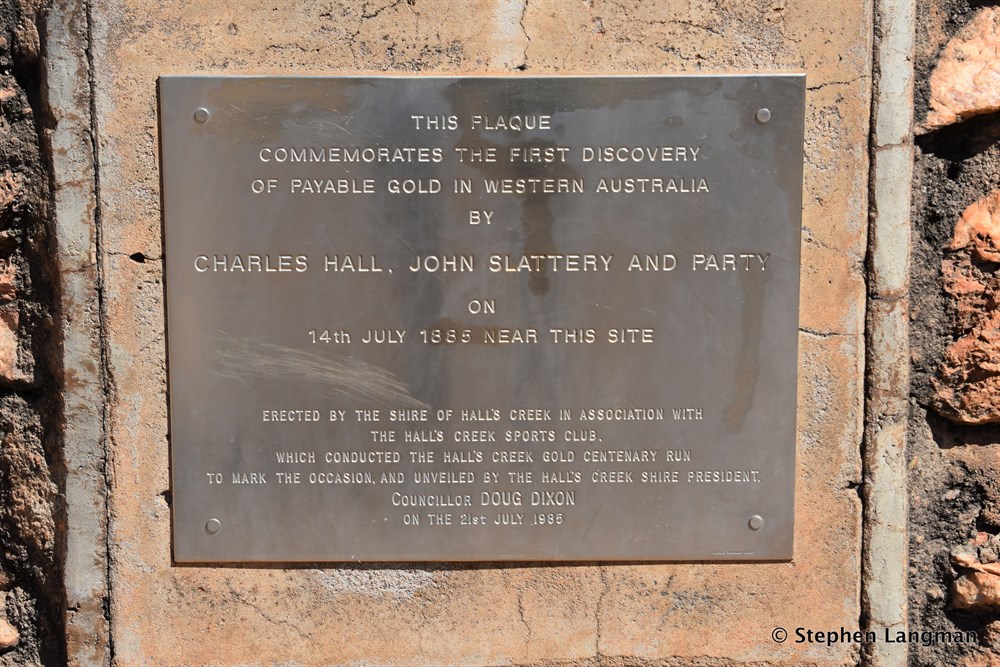 THIS PLAQUE
COMMEMORATES THE FIRST DISCOVERY
OF PAYABLE GOLD IN WESTERN AUSTRALIA
BY
CHARLES HALL, JOHN SLATTERY AND PARTY
ON
14th JULY 1885 NEAR THIS SITE
ERECTED BY THE SHIRE OF HALL'S CREEK IN ASSOCIATION WITH
THE HALL'S CREEK SPORTS CLUB,
WHICH CONDUCTED THE HALL'S CREEK GOLD CENTENARY RUN
TO MARK THE OCCASION, AND UNVEILED BY THE HALL'S CREEK SHIRE PRESIDENT,
COUNCILLOR DOUG DIXON
ON THE 21st JULY 1985
© Stephen Langman